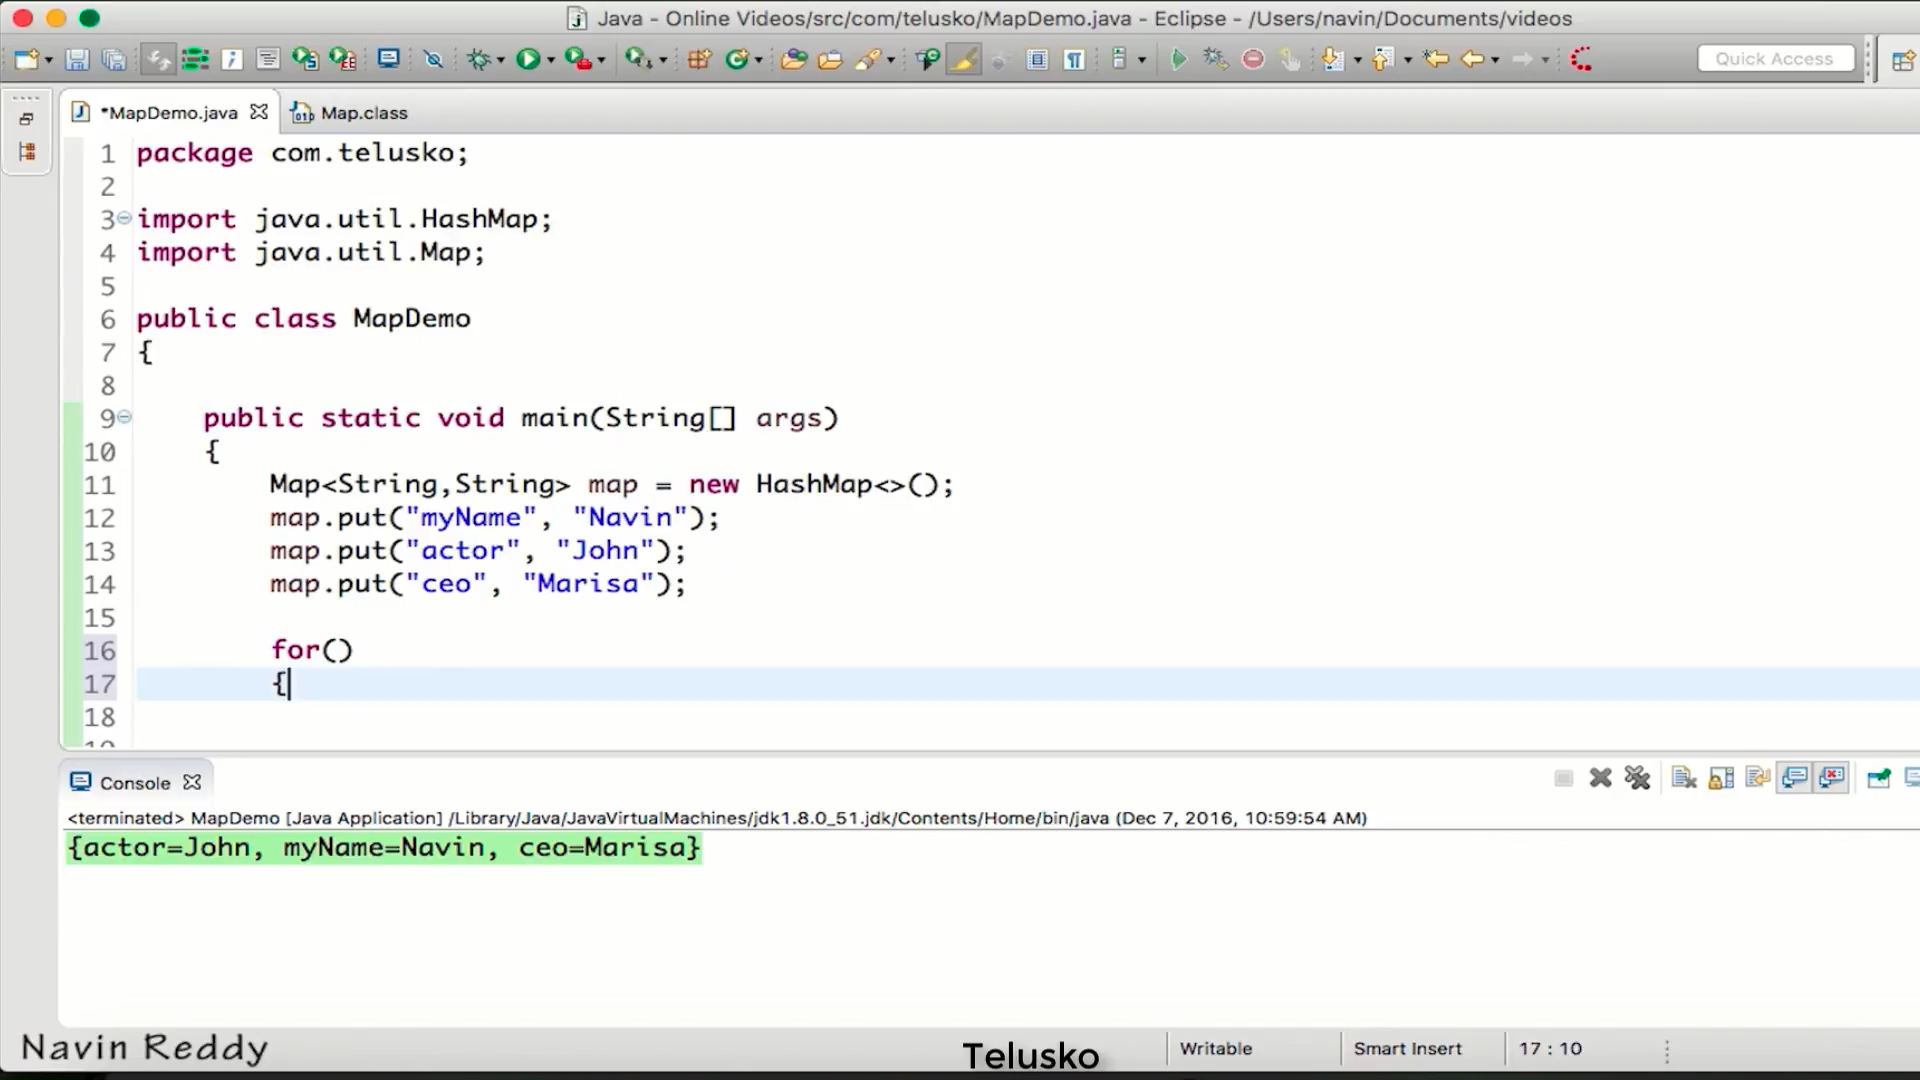 Java - Online Videos/src/com/telusko/MapDemo.java - Eclipse - /Users/navin/Documents/videos
Quick Access
*MapDemo.java Map.class
1 package com.telusko;
2
3 import java.util.HashMap;
4 import java.util.Map;
5
6 public class MapDemo
7 {
8
9 public static void main(String[] args)
10 {
11 Map<String,String> map = new HashMap<>();
12 map.put("myName", "Navin");
13 map.put("actor", "John");
14 map.put("ceo", "Marisa");
15
16 for()
17 {
18
Console
<terminated> MapDemo [Java Application] /Library/Java/JavaVirtualMachines/jdk1.8.0_51.jdk/Contents/Home/bin/java (Dec 7, 2016, 10:59:54 AM)
{actor=John, myName=Navin, ceo=Marisa}
Navin Reddy
Telusko
Writable Smart Insert 17 : 10